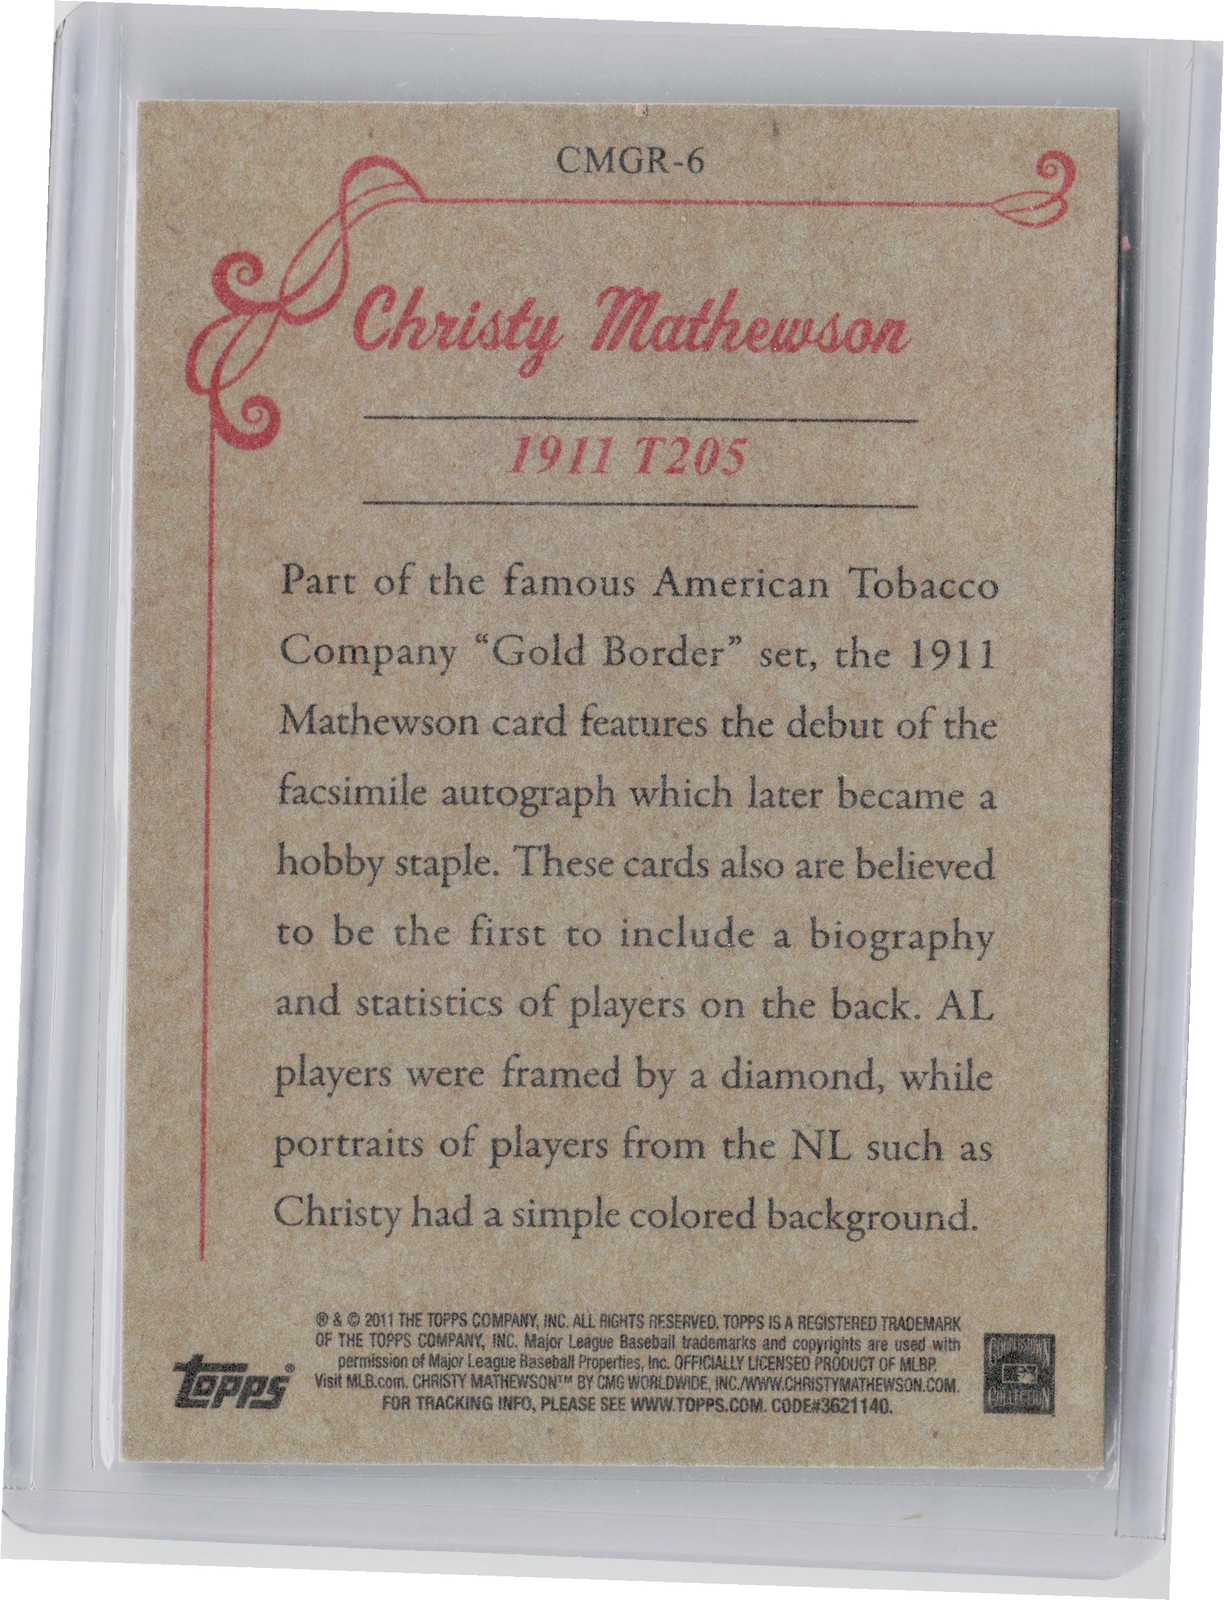 CMGR-6
Christy Mathewson
1911 T205
Part of the famous American Tobacco
Company “Gold Border” set, the 1911
Mathewson card features the debut of the
facsimile autograph which later became a
hobby staple. These cards also are believed
to be the first to include a biography
and statistics of players on the back. AL
players were framed by a diamond, while
portraits of players from the NL such as
Christy had a simple colored background.
® & © 2011 THE TOPPS COMPANY, INC. ALL RIGHTS RESERVED. TOPPS IS A REGISTERED TRADEMARK
OF THE TOPPS COMPANY, INC. Major League Baseball trademarks and copyrights are used with
permission of Major League Baseball Properties, Inc. OFFICIALLY LICENSED PRODUCT OF MLBP.
Visit MLB.com. CHRISTY MATHEWSON™ BY CMG WORLDWIDE, INC./WWW.CHRISTYMATHEWSON.COM.
FOR TRACKING INFO, PLEASE SEE WWW.TOPPS.COM. CODE#3621140.
topps®
COOPERSTOWN
COLLECTION